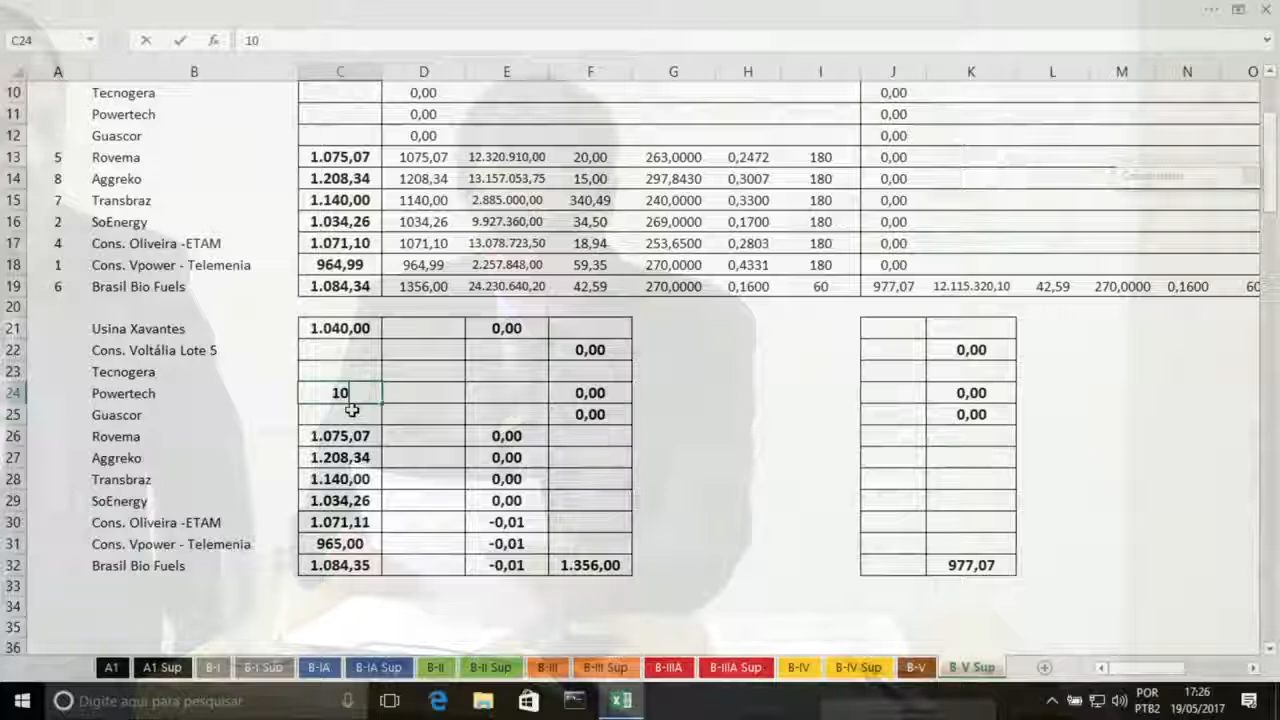 C24 10
A B C D E F G H I J K L M N O
10 Tecnogera 0,00 0,00
11 Powertech 0,00 0,00
12 Guascor 0,00 0,00
13 5 Rovema 1.075,07 1075,07 12.320.910,00 20,00 263,0000 0,2472 180 0,00
14 8 Aggreko 1.208,34 1208,34 13.157.053,75 15,00 297,8430 0,3007 180 0,00
15 7 Transbraz 1.140,00 1140,00 2.885.000,00 340,49 240,0000 0,3300 180 0,00
16 2 SoEnergy 1.034,26 1034,26 9.927.360,00 34,50 269,0000 0,1700 180 0,00
17 4 Cons. Oliveira -ETAM 1.071,10 1071,10 13.078.723,50 18,94 253,6500 0,2803 180 0,00
18 1 Cons. Vpower - Telemenia 964,99 964,99 2.257.848,00 59,35 270,0000 0,4331 180 0,00
19 6 Brasil Bio Fuels 1.084,34 1356,00 24.230.640,20 42,59 270,0000 0,1600 60 977,07 12.115.320,10 42,59 270,0000 0,1600 60
20
21 Usina Xavantes 1.040,00 0,00
22 Cons. Voltália Lote 5 0,00 0,00
23 Tecnogera
24 Powertech 10 0,00 0,00
25 Guascor 0,00 0,00
26 Rovema 1.075,07 0,00
27 Aggreko 1.208,34 0,00
28 Transbraz 1.140,00 0,00
29 SoEnergy 1.034,26 0,00
30 Cons. Oliveira -ETAM 1.071,11 -0,01
31 Cons. Vpower - Telemenia 965,00 -0,01
32 Brasil Bio Fuels 1.084,35 -0,01 1.356,00 977,07
33
34
35
36
A1 A1 Sup B-I B-I Sup B-IA B-IA Sup B-II B-II Sup B-III B-III Sup B-IIIA B-IIIA Sup B-IV B-IV Sup B-V B-V Sup
Digite aqui para pesquisar POR 17:26
PTB2 19/05/2017